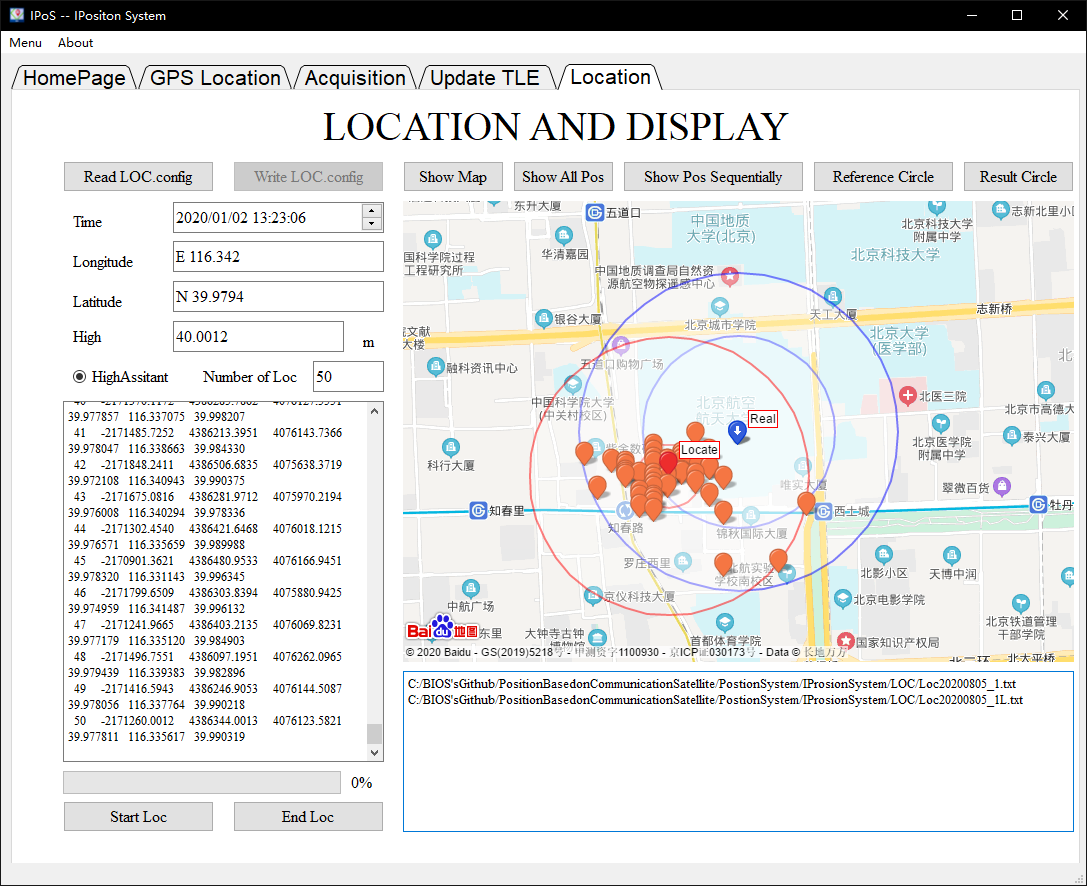 IPoS -- IPositon System
Menu About
HomePage GPS Location Acquisition Update TLE Location
LOCATION AND DISPLAY
Read LOC.config Write LOC.config Show Map Show All Pos Show Pos Sequentially Reference Circle Result Circle
Time 2020/01/02 13:23:06
Longitude E 116.342
Latitude N 39.9794
High 40.0012 m
HighAssitant Number of Loc 50
39.977857 116.337075 39.998207
41 -2171485.7252 4386213.3951 4076143.7366
39.978047 116.338663 39.984330
42 -2171848.2411 4386506.6835 4075638.3719
39.972108 116.340943 39.990375
43 -2171675.0816 4386281.9712 4075970.2194
39.976008 116.340294 39.978336
44 -2171302.4540 4386421.6468 4076018.1215
39.976571 116.335659 39.989988
45 -2170901.3621 4386480.9533 4076166.9451
39.978320 116.331143 39.996345
46 -2171799.6509 4386303.8394 4075880.9425
39.974959 116.341487 39.996132
47 -2171241.9665 4386403.2135 4076069.8231
39.977179 116.335120 39.984903
48 -2171496.7551 4386097.1951 4076262.0965
39.979439 116.339383 39.982896
49 -2171416.5943 4386246.9053 4076144.5087
39.978056 116.337764 39.990218
50 -2171260.0012 4386344.0013 4076123.5821
39.977811 116.335617 39.990319
0%
Start Loc End Loc
东升大厦
五道口
中国地质
大学(北京)
北京科技大学
附属中学
志新北里小区
国科学院过程
工程研究所
华清嘉园
北京科技大学
中国地质调查局自然资
源航空物探遥感中心
银谷大厦
北京城市学院
天工大厦
志新桥
文献
大楼
北京大学
(医学部)
五道口购物广场
融科资讯中心
中国科学院大学
(中关村校区)
北京航空
航天大
Real
北医三院
北京市高德大
科行大厦
紫金数
Locate
北京医学院
附属中学
泰兴大厦
唯实大厦
翠微百货
知春里
知春路
西土城
牡丹
锦秋国际大厦
罗庄西里
北航实验
学校南校区
北影小区
天博中润
中航广场
京仪科技大厦
北京电影学院
Bai du 地图
东里
大钟寺古钟
首都体育学院
国家知识产权局
北京铁道管理
干部学院
北太平桥
© 2020 Baidu - GS(2019)5218号 - 甲测资字1100930 - 京ICP证030173号 - Data © 长地万方
C:/BIOS'sGithub/PositionBasedonCommunicationSatellite/PostionSystem/IProsionSystem/LOC/Loc20200805_1.txt
C:/BIOS'sGithub/PositionBasedonCommunicationSatellite/PostionSystem/IProsionSystem/LOC/Loc20200805_1L.txt